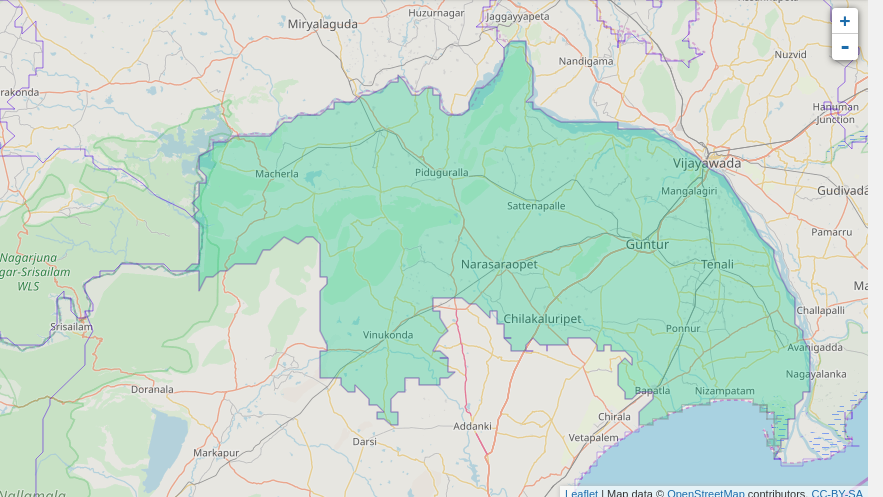 Huzurnagar
Jaggayyapeta
Miryalaguda
Nandigama
Nuzvid
+
-
rakonda
Hanuman
Junction
Vijayawada
Macherla
Piduguralla
Mangalagiri
Gudivada
Sattenapalle
Pamarru
Guntur
Nagarjuna
gar-Srisailam
WLS
Narasaraopet
Tenali
Ma
Challapalli
Srisailam
Chilakaluripet
Ponnur
Vinukonda
Avanigadda
Nagayalanka
Doranala
Bapatla
Nizampatam
Chirala
Addanki
Vetapalem
Darsi
Markapur
Nallamala
Leaflet | Map data © OpenStreetMap contributors, CC-BY-SA